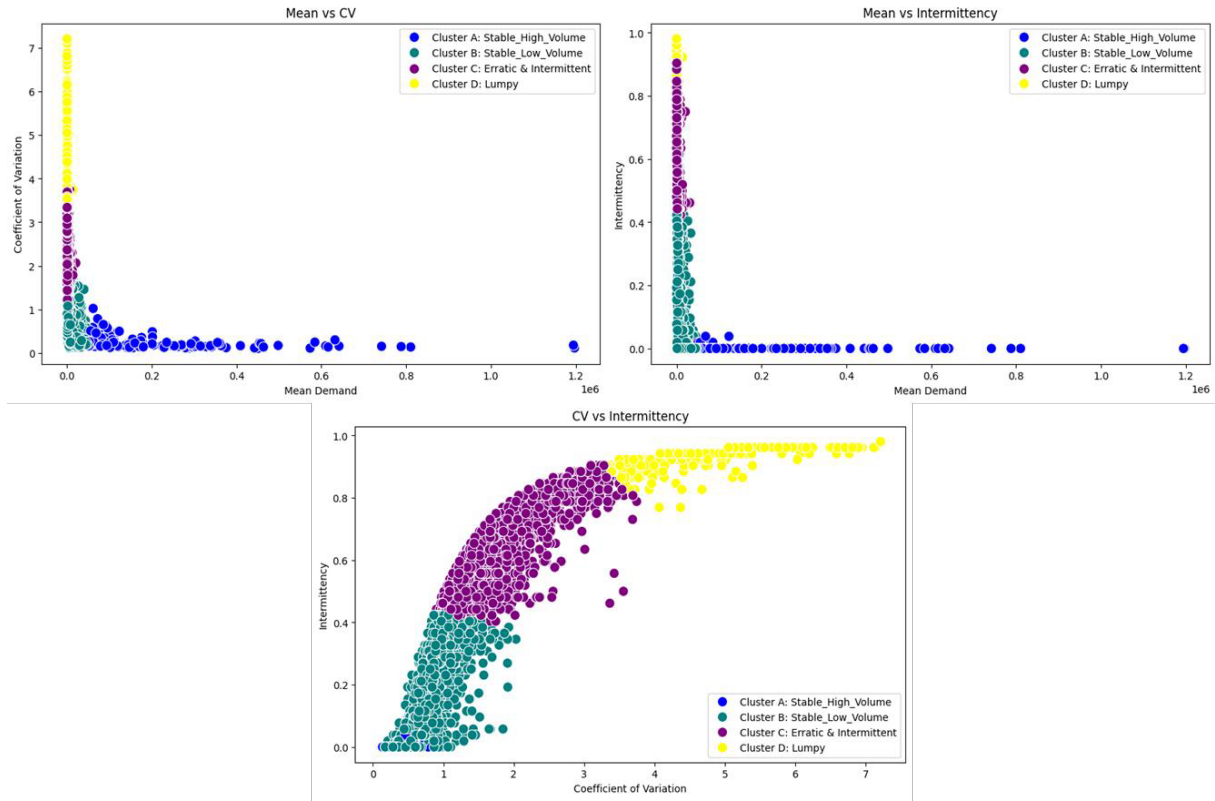 Mean vs CV
Cluster A: Stable_High_Volume
Cluster B: Stable_Low_Volume
Cluster C: Erratic & Intermittent
Cluster D: Lumpy
Coefficient of Variation
7
6
5
4
3
2
1
0
0.0 0.2 0.4 0.6 0.8 1.0 1.2
1e6
Mean Demand
Mean vs Intermittency
Cluster A: Stable_High_Volume
Cluster B: Stable_Low_Volume
Cluster C: Erratic & Intermittent
Cluster D: Lumpy
Intermittency
1.0
0.8
0.6
0.4
0.2
0.0
0.0 0.2 0.4 0.6 0.8 1.0 1.2
1e6
Mean Demand
CV vs Intermittency
Intermittency
1.0
0.8
0.6
0.4
0.2
0.0
Cluster A: Stable_High_Volume
Cluster B: Stable_Low_Volume
Cluster C: Erratic & Intermittent
Cluster D: Lumpy
0 1 2 3 4 5 6 7
Coefficient of Variation